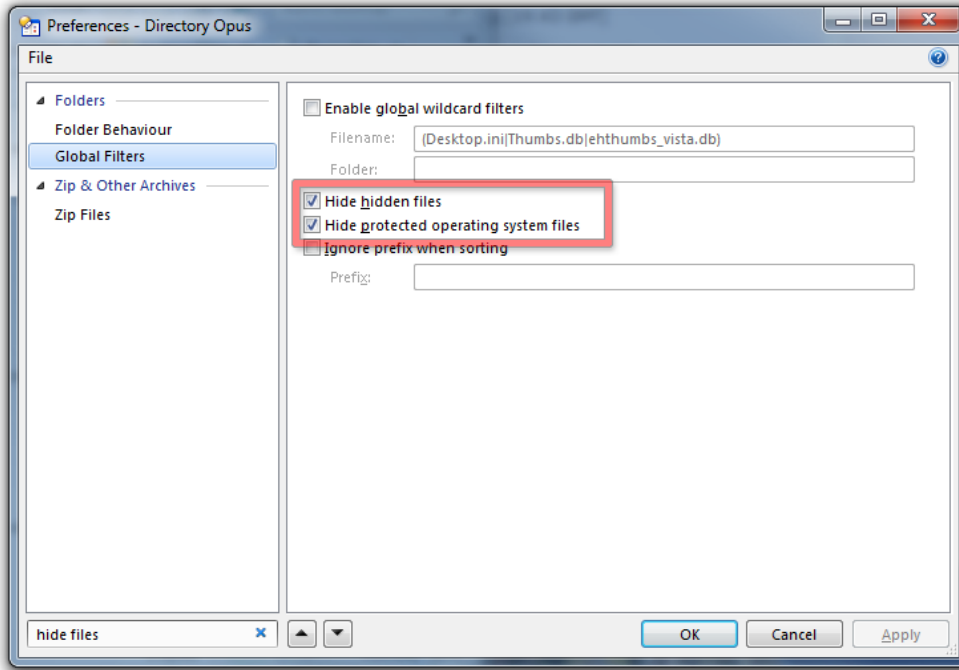 Preferences - Directory Opus
File
Folders
Folder Behaviour
Global Filters
Zip & Other Archives
Zip Files
Enable global wildcard filters
Filename: (Desktop.ini|Thumbs.db|ehthumbs_vista.db)
Folder:
Hide hidden files
Hide protected operating system files
Ignore prefix when sorting
Prefix:
hide files
OK Cancel Apply